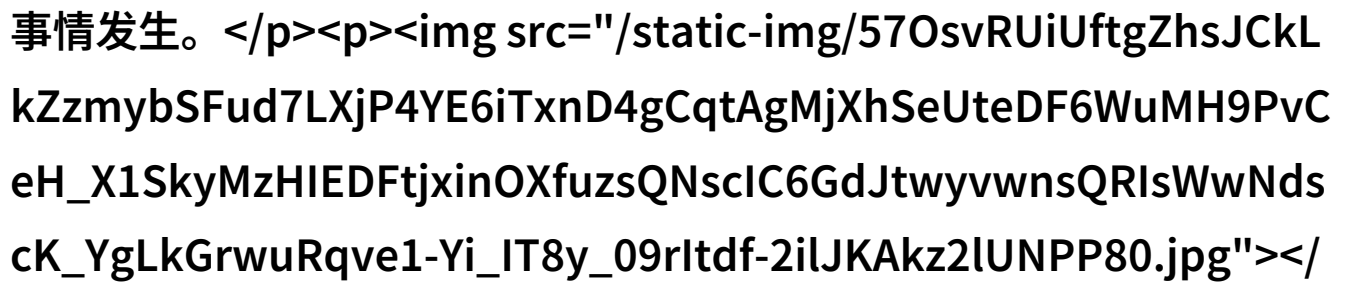 事情发生。</p><p><img src="/static-img/57OsvRUiUftgZhsJCkL
kZzmybSFud7LXjP4YE6iTxnD4gCqtAgMjXhSeUteDF6WuMH9PvC
eH_X1SkyMzHIEDFtjxinOXfuzsQNscIC6GdJtwyvwnsQRIsWwNds
cK_YgLkGrwuRqve1-Yi_IT8y_09rItdf-2ilJKAkz2lUNPP80.jpg"></